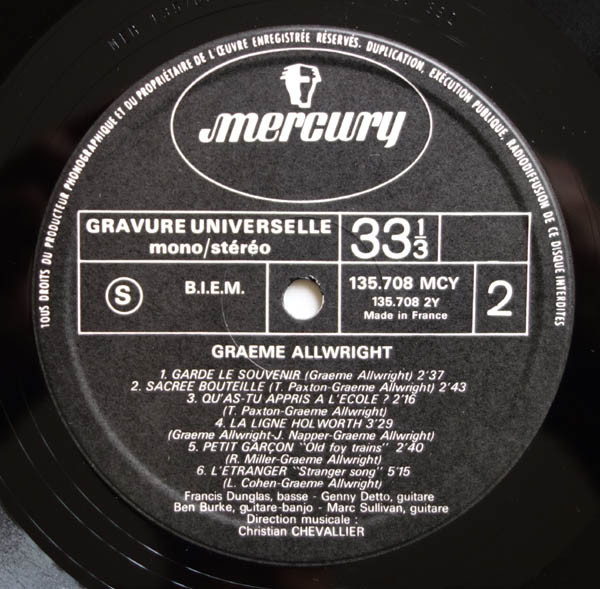 TOUS DROITS DU PRODUCTEUR PHONOGRAPHIQUE ET DU PROPRIÉTAIRE DE L'ŒUVRE ENREGISTRÉE RÉSERVÉS. DUPLICATION, EXÉCUTION PUBLIQUE, RADIODIFFUSION DE CE DISQUE INTERDITES
mercury
GRAVURE UNIVERSELLE
mono/stéréo
33 1/3
S
B.I.E.M.
135.708 MCY
135.708 2Y
Made in France
2
GRAEME ALLWRIGHT
1. GARDE LE SOUVENIR (Graeme Allwright) 2'37
2. SACREE BOUTEILLE (T. Paxton-Graeme Allwright) 2'43
3. QU'AS-TU APPRIS A L'ECOLE ? 2'16
(T. Paxton-Graeme Allwright)
4. LA LIGNE HOLWORTH 3'29
(Graeme Allwright-J. Napper-Graeme Allwright)
5. PETIT GARÇON "Old foy trains" 2'40
(R. Miller-Graeme Allwright)
6. L'ETRANGER "Stranger song" 5'15
(L. Cohen-Graeme Allwright)
Francis Dunglas, basse - Genny Detto, guitare
Ben Burke, guitare-banjo - Marc Sullivan, guitare
Direction musicale :
Christian CHEVALLIER